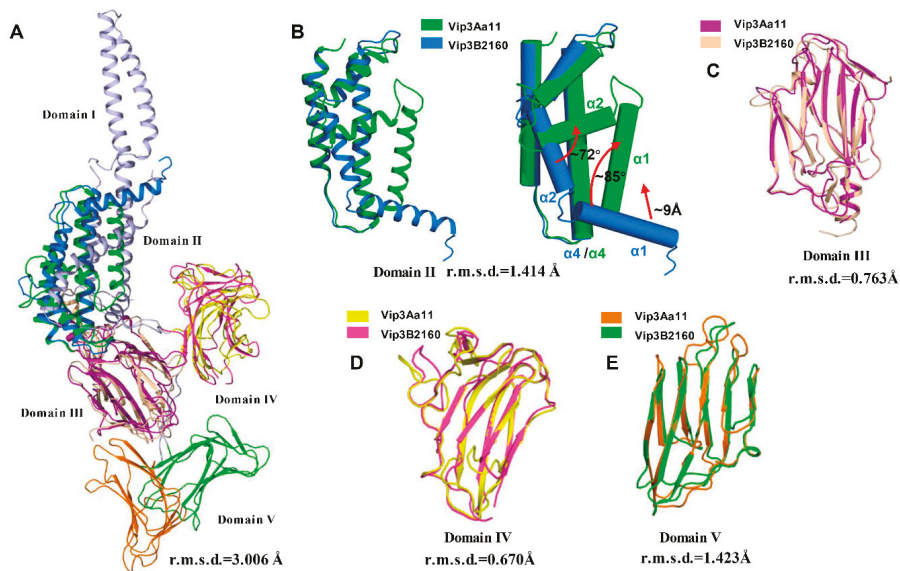 A
Domain I
Domain II
Domain III
Domain IV
Domain V
r.m.s.d.=3.006 Å
B
Vip3Aa11
Vip3B2160
α2
α1
~72°
~85°
α2
~9Å
α4 /α4
α1
Domain II r.m.s.d.=1.414 Å
Vip3Aa11
Vip3B2160
C
Domain III
r.m.s.d.=0.763Å
Vip3Aa11
Vip3B2160
D
Domain IV
r.m.s.d.=0.670Å
Vip3Aa11
Vip3B2160
E
Domain V
r.m.s.d.=1.423Å